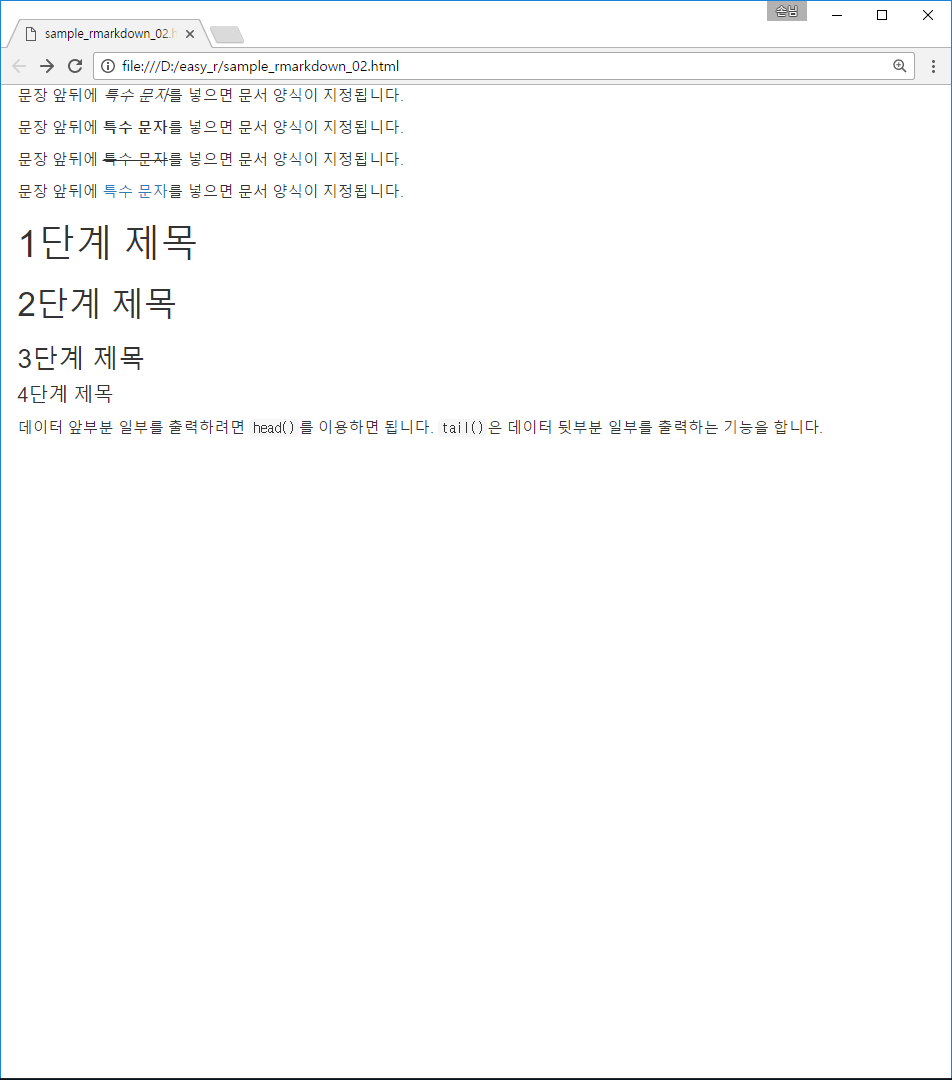 손님
sample_rmarkdown_02.h
file:///D:/easy_r/sample_rmarkdown_02.html
문장 앞뒤에 특수 문자를 넣으면 문서 양식이 지정됩니다.
문장 앞뒤에 특수 문자를 넣으면 문서 양식이 지정됩니다.
문장 앞뒤에 특수 문자를 넣으면 문서 양식이 지정됩니다.
문장 앞뒤에 특수 문자를 넣으면 문서 양식이 지정됩니다.
1단계 제목
2단계 제목
3단계 제목
4단계 제목
데이터 앞부분 일부를 출력하려면 head()를 이용하면 됩니다. tail()은 데이터 뒷부분 일부를 출력하는 기능을 합니다.